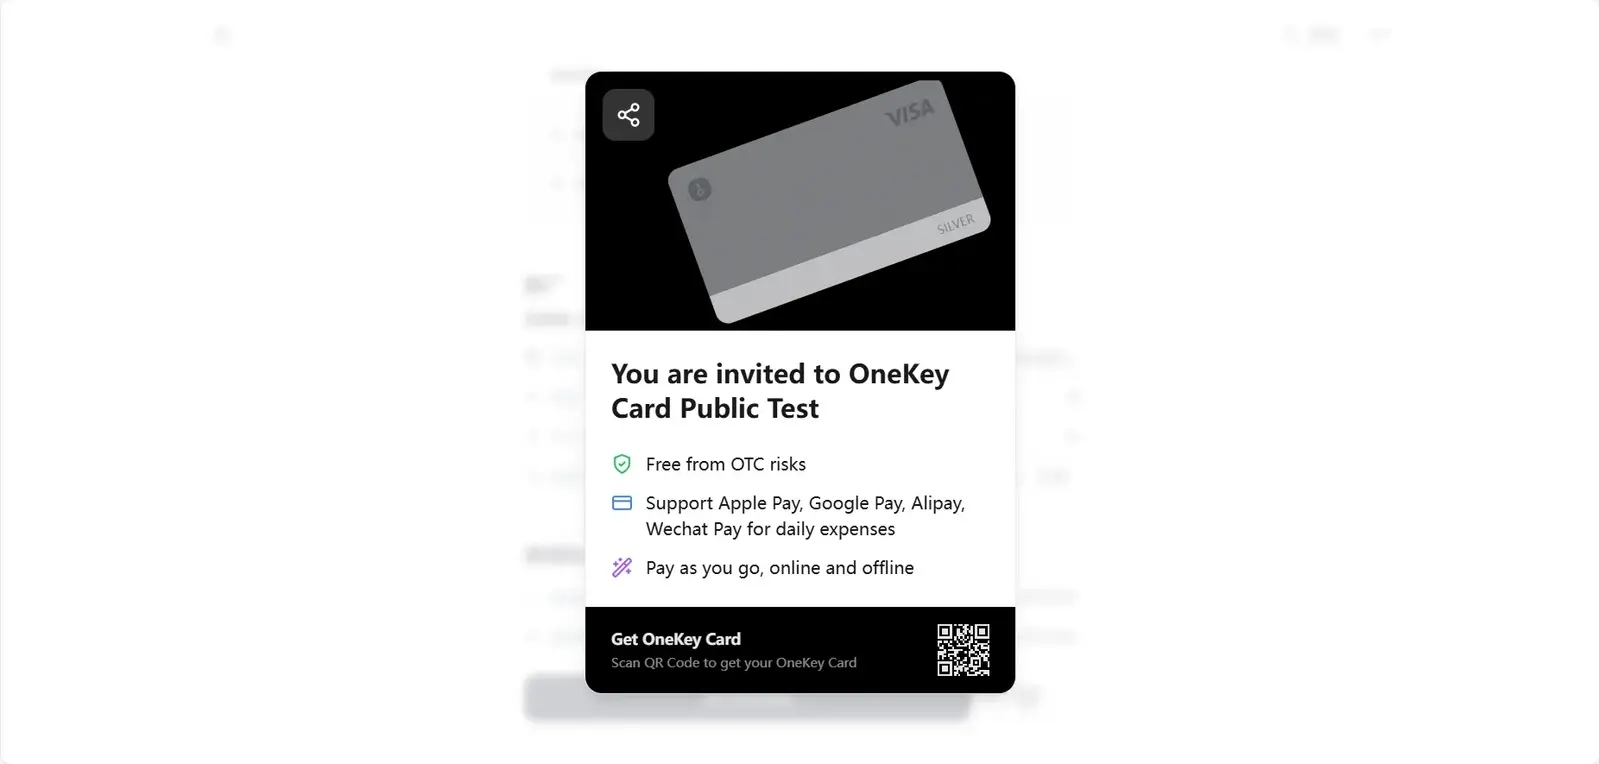 VISA
SILVER
You are invited to OneKey
Card Public Test
Free from OTC risks
Support Apple Pay, Google Pay, Alipay,
Wechat Pay for daily expenses
Pay as you go, online and offline
Get OneKey Card
Scan QR Code to get your OneKey Card